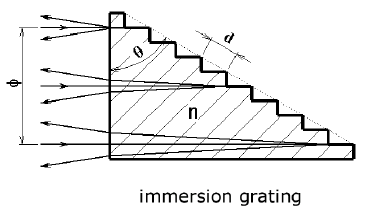 d
θ
ϕ
n
immersion grating